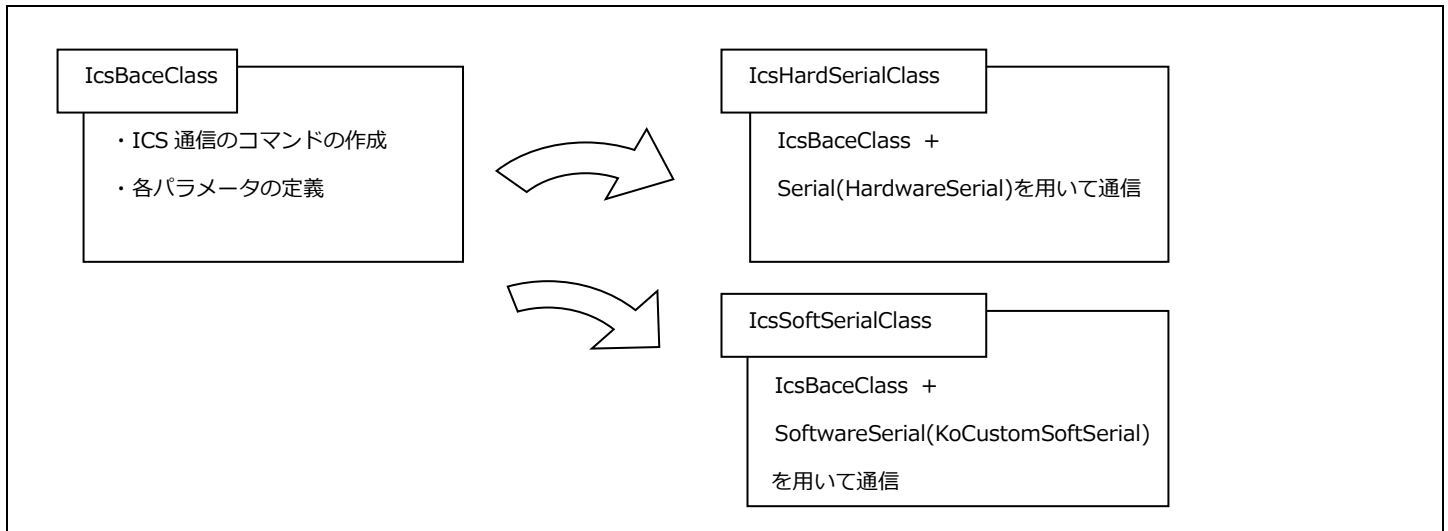 IcsBaceClass
・ICS 通信のコマンドの作成
・各パラメータの定義
IcsHardSerialClass
IcsBaceClass +
Serial(HardwareSerial)を用いて通信
IcsSoftSerialClass
IcsBaceClass +
SoftwareSerial(KoCustomSoftSerial)
を用いて通信